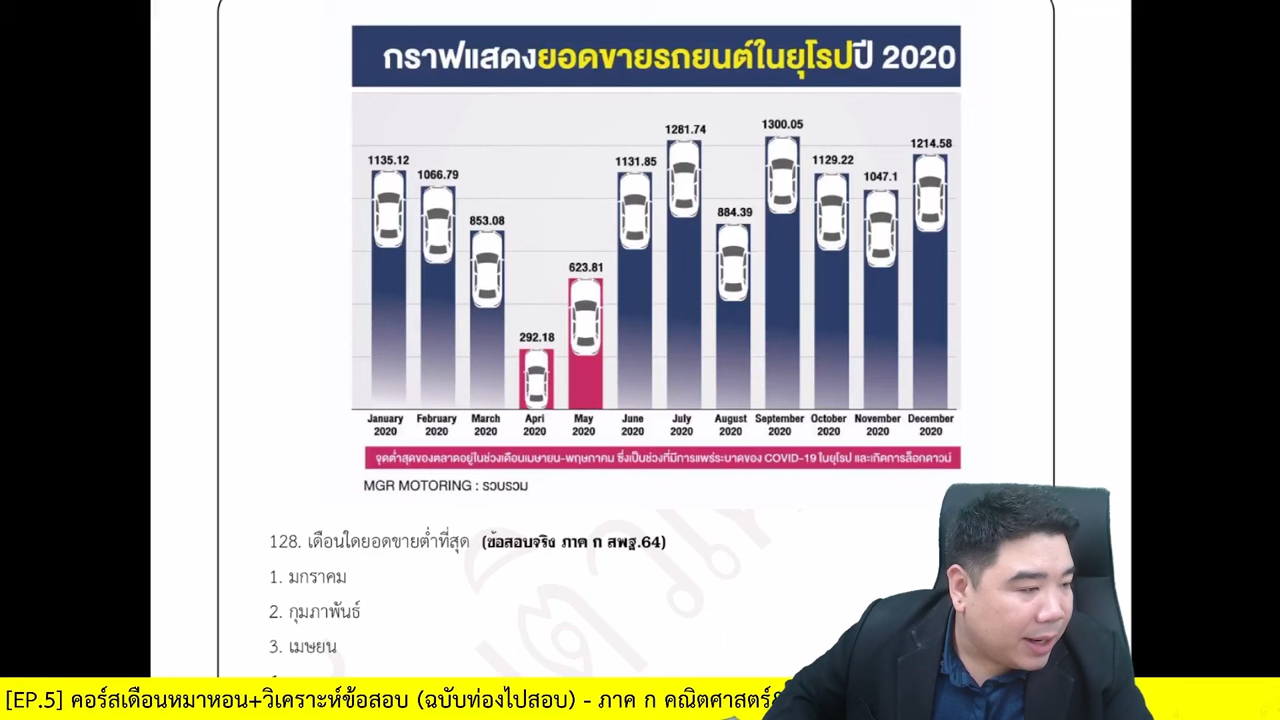 กราฟแสดงยอดขายรถยนต์ในยุโรปปี 2020
1135.12
1066.79
853.08
292.18
623.81
1131.85
1281.74
884.39
1300.05
1129.22
1047.1
1214.58
January 2020
February 2020
March 2020
Apri 2020
May 2020
June 2020
July 2020
August 2020
September 2020
October 2020
November 2020
December 2020
จุดต่ำสุดของตลาดอยู่ในช่วงเดือนเมษายน-พฤษภาคม ซึ่งเป็นช่วงที่มีการแพร่ระบาดของ COVID-19 ในยุโรป และเกิดการล็อกดาวน์
MGR MOTORING : รวบรวม
128. เดือนใดยอดขายต่ำที่สุด (ข้อสอบจริง ภาค ก สพฐ.64)
1. มกราคม
2. กุมภาพันธ์
3. เมษยน
[EP.5] คอร์สเดือนหมาหอน+วิเคราะห์ข้อสอบ (ฉบับท่องไปสอบ) - ภาค ก คณิตศาสตร์